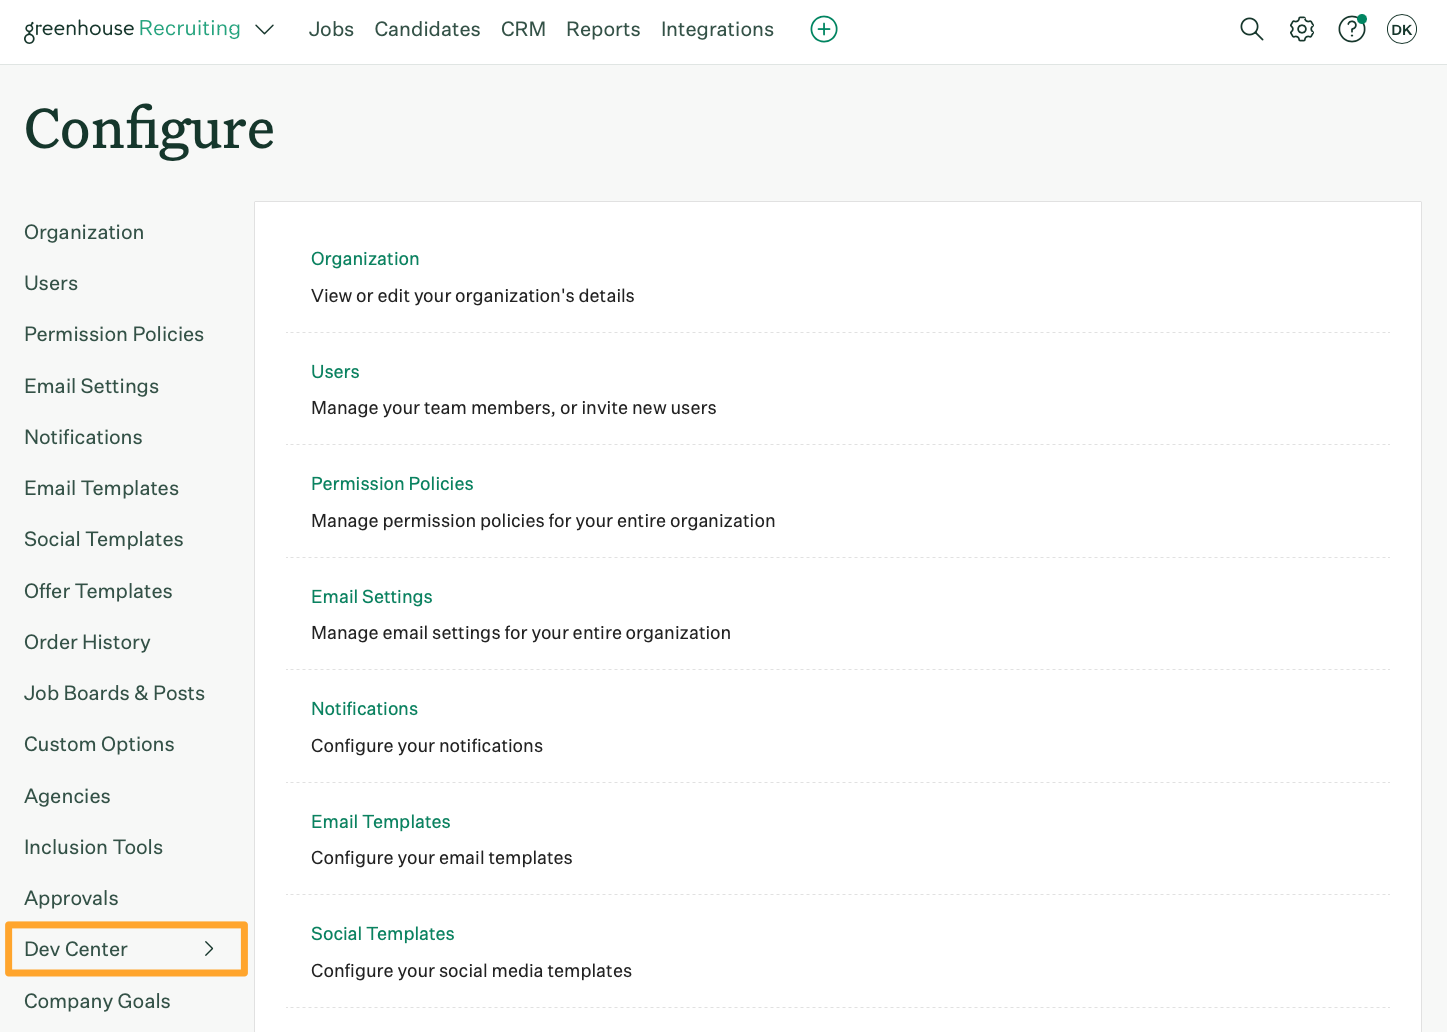 greenhouse Recruiting
Jobs Candidates CRM Reports Integrations
DK
Configure
Organization
Users
Permission Policies
Email Settings
Notifications
Email Templates
Social Templates
Offer Templates
Order History
Job Boards & Posts
Custom Options
Agencies
Inclusion Tools
Approvals
Dev Center
Company Goals
Organization
View or edit your organization's details
Users
Manage your team members, or invite new users
Permission Policies
Manage permission policies for your entire organization
Email Settings
Manage email settings for your entire organization
Notifications
Configure your notifications
Email Templates
Configure your email templates
Social Templates
Configure your social media templates